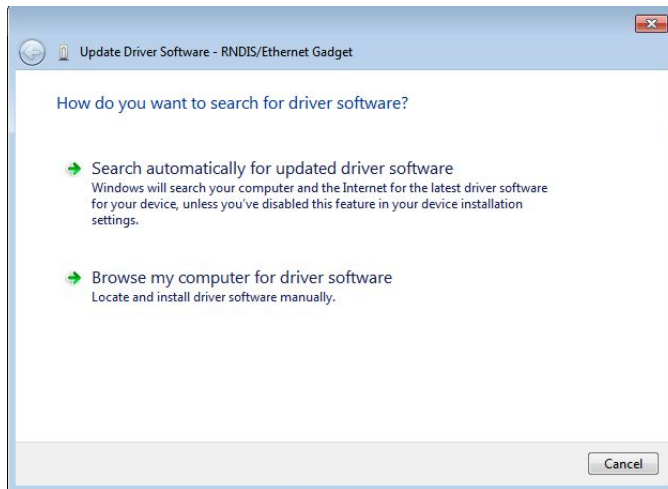 Update Driver Software - RNDIS/Ethernet Gadget
How do you want to search for driver software?
Search automatically for updated driver software
Windows will search your computer and the Internet for the latest driver software
for your device, unless you've disabled this feature in your device installation
settings.
Browse my computer for driver software
Locate and install driver software manually.
Cancel